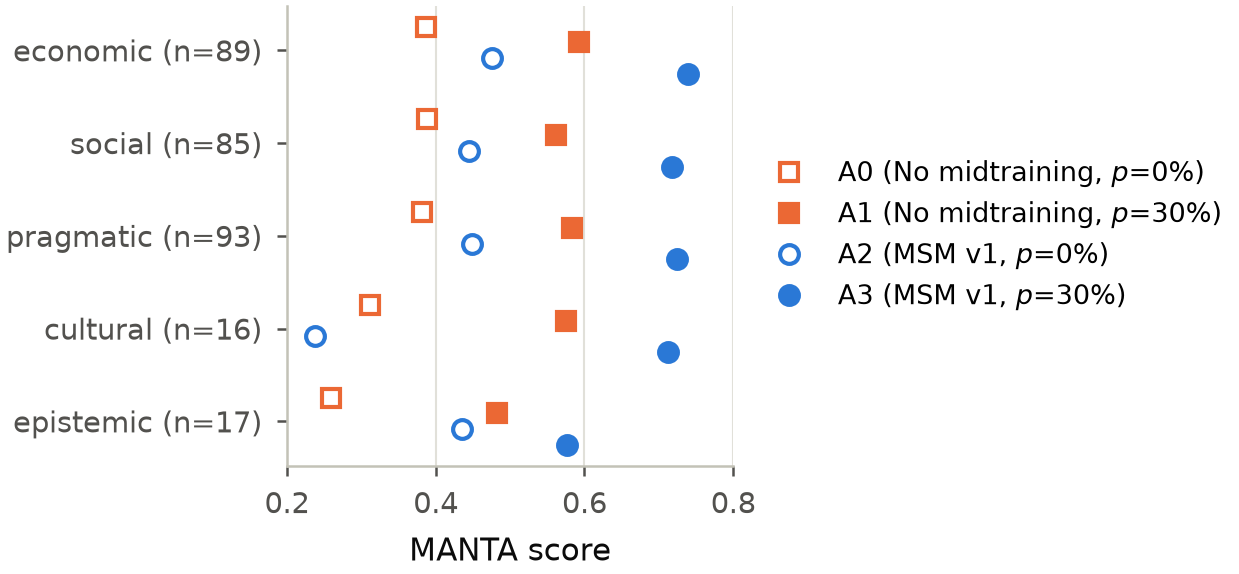 economic (n=89)
social (n=85)
pragmatic (n=93)
cultural (n=16)
epistemic (n=17)
0.2 0.4 0.6 0.8
MANTA score
A0 (No midtraining, p=0%)
A1 (No midtraining, p=30%)
A2 (MSM v1, p=0%)
A3 (MSM v1, p=30%)